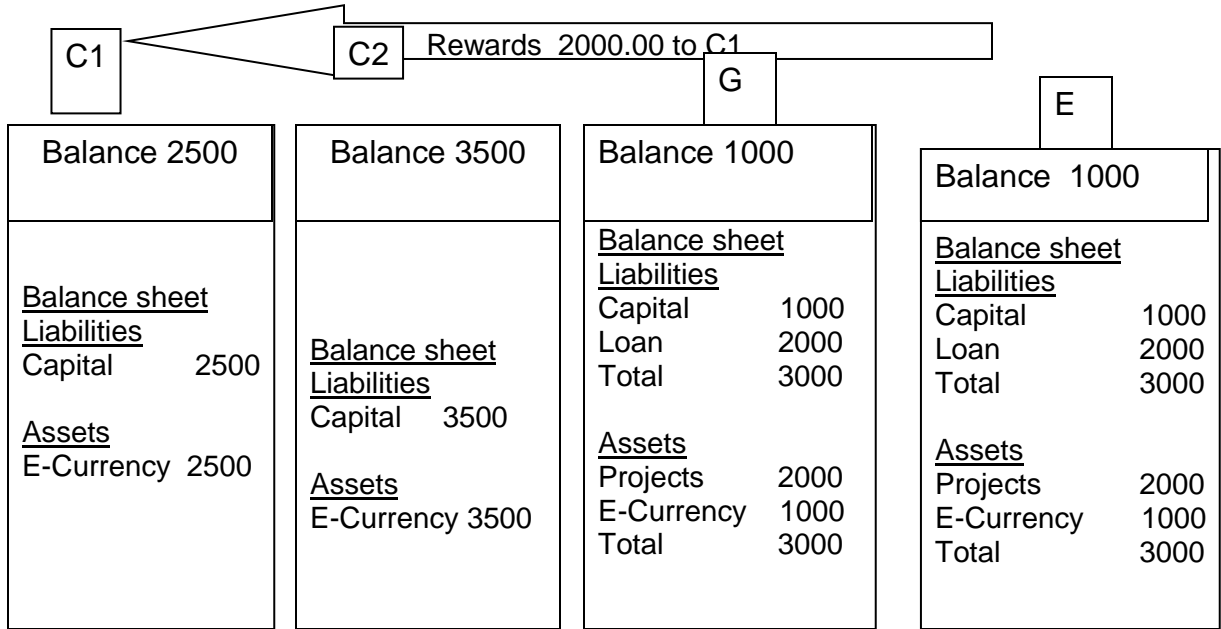 C1
C2
Rewards 2000.00 to C1
G
E
Balance 2500
Balance sheet
Liabilities
Capital 2500
Assets
E-Currency 2500
Balance 3500
Balance sheet
Liabilities
Capital 3500
Assets
E-Currency 3500
Balance 1000
Balance sheet
Liabilities
Capital 1000
Loan 2000
Total 3000
Assets
Projects 2000
E-Currency 1000
Total 3000
Balance 1000
Balance sheet
Liabilities
Capital 1000
Loan 2000
Total 3000
Assets
Projects 2000
E-Currency 1000
Total 3000